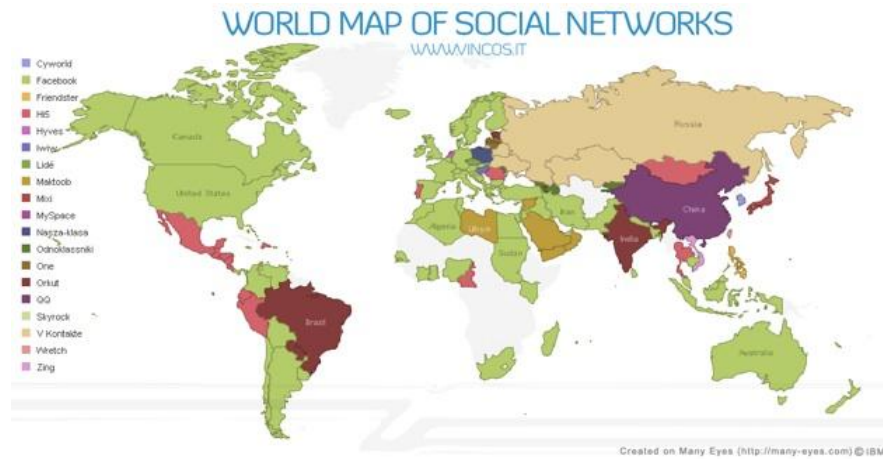 WORLD MAP OF SOCIAL NETWORKS
WWW.VINCOS.IT
Cyworld
Facebook
Friendster
Hi5
Hyves
Iwiw
Lidé
Maktoob
Mixi
MySpace
Nasza-klasa
Odnoklassniki
One
Orkut
QQ
Skyrock
V Kontakte
Wretch
Zing
Canada
United States
Brazil
Algeria
Libya
Sudan
Iran
Russia
China
India
Australia
Created on Many Eyes (http://many-eyes.com) © IBM